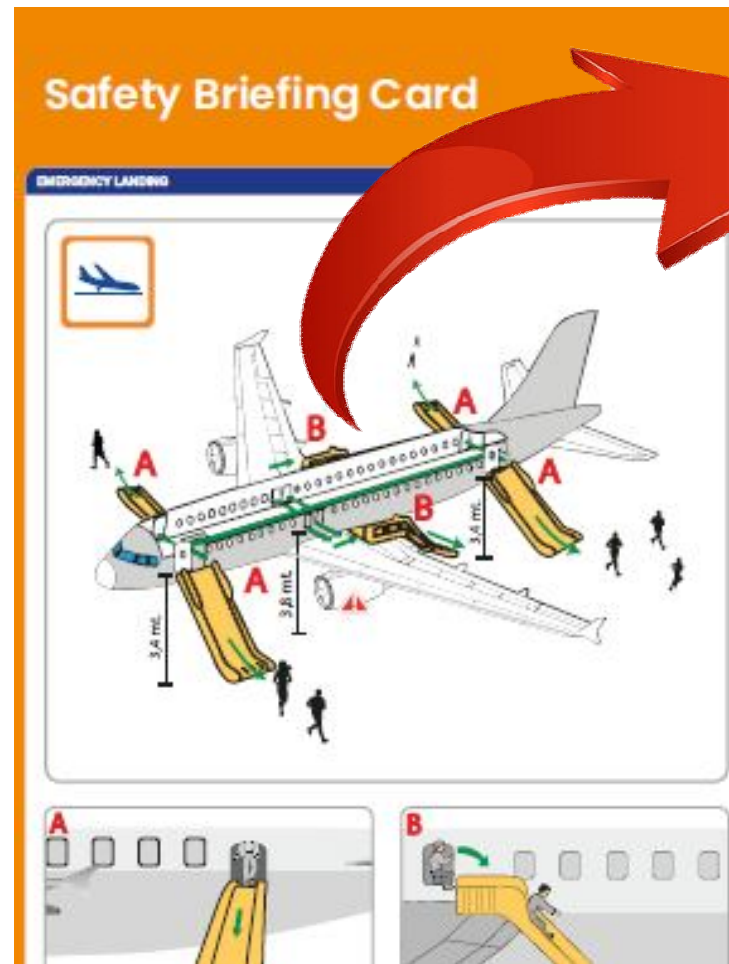 Safety Briefing Card
EMERGENCY LANDING
B
A
A
A
B
3,4 mt.
A
3,8 mt.
3,4 mt.
A
B